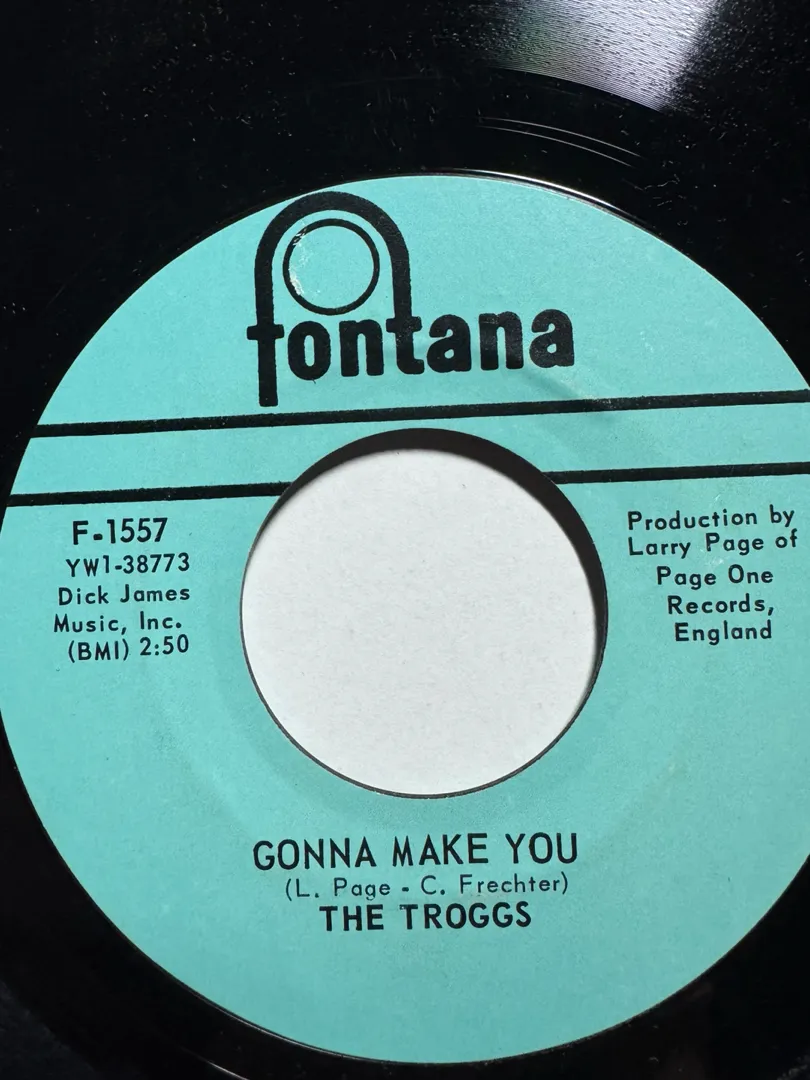 fontana
F-1557
YW1-38773
Dick James
Music, Inc.
(BMI) 2:50
Production by
Larry Page of
Page One
Records,
England
GONNA MAKE YOU
(L. Page - C. Frechter)
THE TROGGS